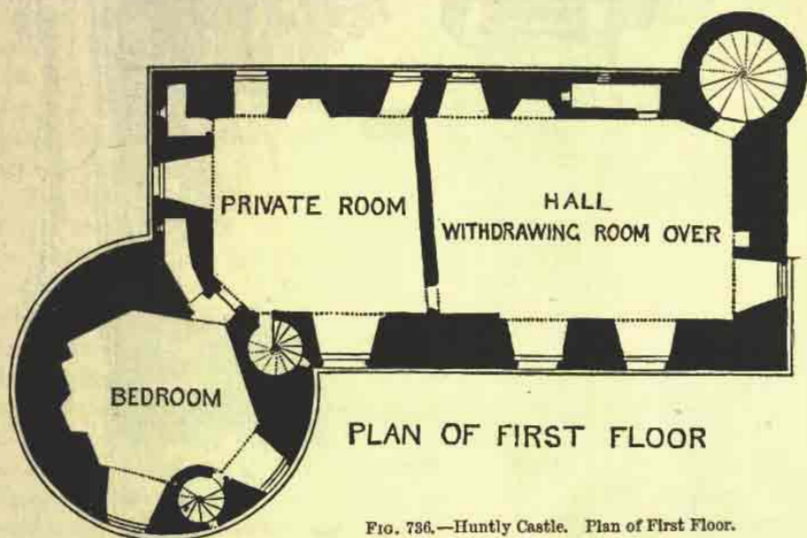 PRIVATE ROOM
HALL
WITHDRAWING ROOM OVER
BEDROOM
PLAN OF FIRST FLOOR
FIG. 736.—Huntly Castle. Plan of First Floor.